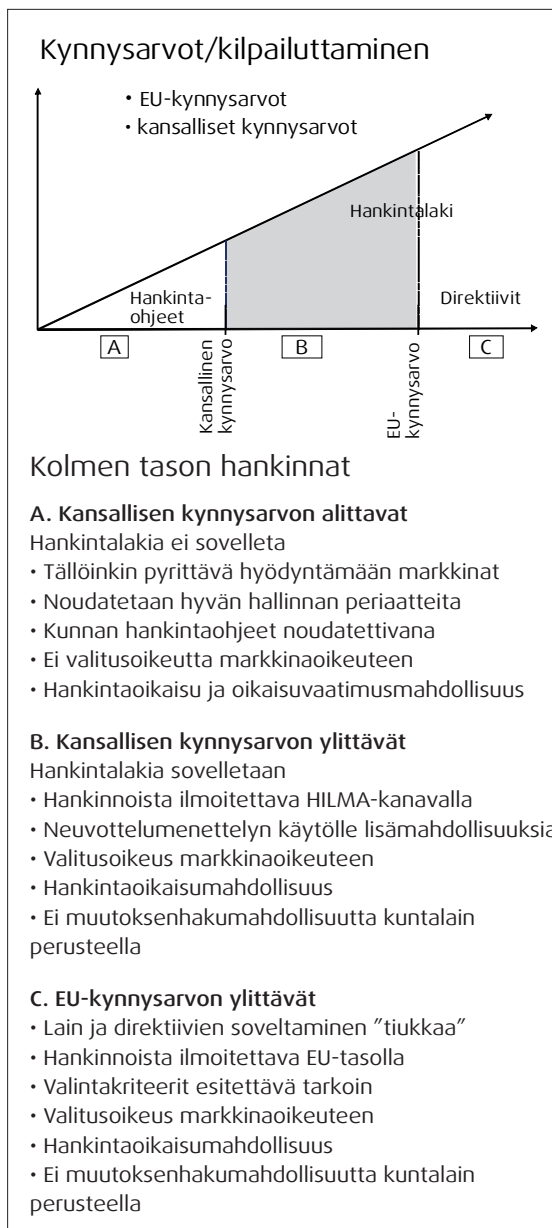 Kynnysarvot/kilpailuttaminen
• EU-kynnysarvot
• kansalliset kynnysarvot
Hankintalaki
Hankinta-
ohjeet
Direktiivit
A
B
C
Kansallinen
kynnysarvo
EU-
kynnysarvo
Kolmen tason hankinnat
A. Kansallisen kynnysarvon alittavat
Hankintalakia ei sovelleta
• Tällöinkin pyrittävä hyödyntämään markkinat
• Noudatetaan hyvän hallinnan periaatteita
• Kunnan hankintaohjeet noudatettivana
• Ei valitusoikeutta markkinaoikeuteen
• Hankintaoikaisu ja oikaisuvaatimusmahdollisuus
B. Kansallisen kynnysarvon ylittävät
Hankintalakia sovelletaan
• Hankinnoista ilmoitettava HILMA-kanavalla
• Neuvottelumenettelyn käytölle lisämahdollisuuksia
• Valitusoikeus markkinaoikeuteen
• Hankintaoikaisumahdollisuus
• Ei muutoksenhakumahdollisuutta kuntalain
perusteella
C. EU-kynnysarvon ylittävät
• Lain ja direktiivien soveltaminen ”tiukkaa”
• Hankinnoista ilmoitettava EU-tasolla
• Valintakriteerit esitettävä tarkoin
• Valitusoikeus markkinaoikeuteen
• Hankintaoikaisumahdollisuus
• Ei muutoksenhakumahdollisuutta kuntalain
perusteella